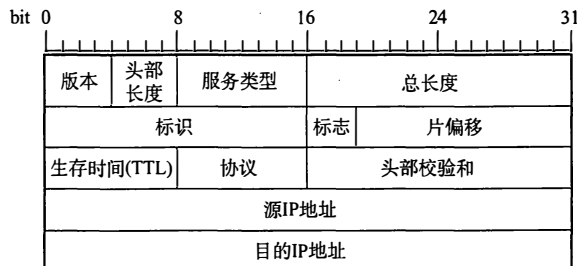 bit 0 8 16 24 31
版本 头部长度 服务类型 总长度
标识 标志 片偏移
生存时间(TTL) 协议 头部校验和
源IP地址
目的IP地址